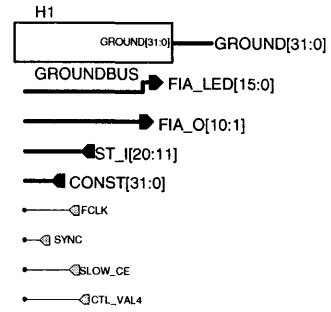 H1
GROUND[31:0] GROUND[31:0]
GROUNDBUS
FIA_LED[15:0]
FIA_O[10:1]
ST_I[20:11]
CONST[31:0]
FCLK
SYNC
SLOW_CE
CTL_VAL4